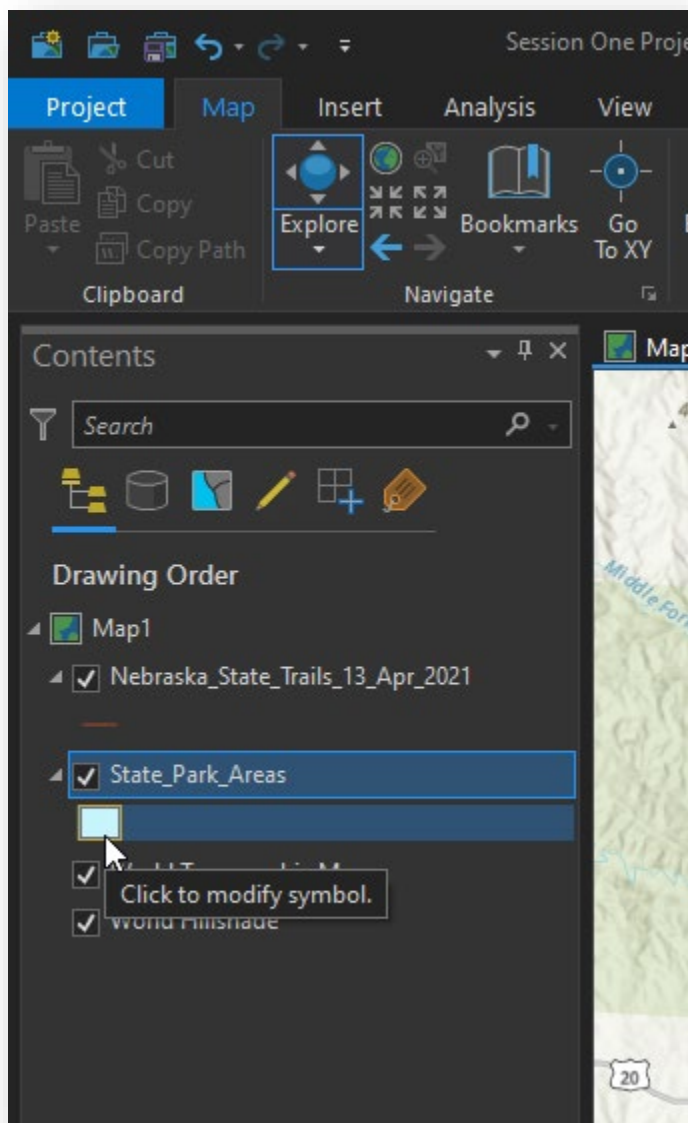 Session One Proje
Project Map Insert Analysis View
Cut
Copy
Copy Path
Paste
Explore
Bookmarks
Go
To XY
Clipboard
Navigate
Contents
Map
Search
Drawing Order
Map1
Nebraska_State_Trails_13_Apr_2021
State_Park_Areas
Click to modify symbol.
World Hillshade
Middle For
20